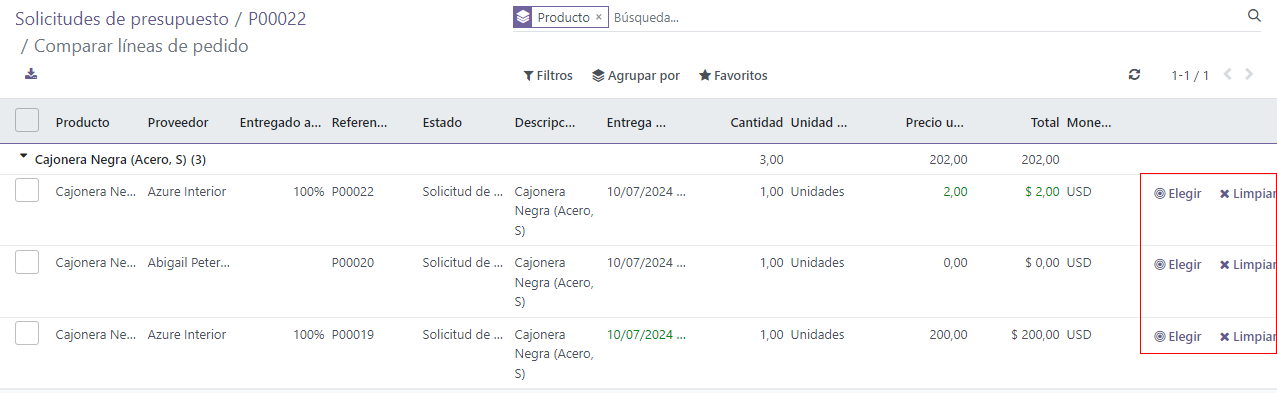 Solicitudes de presupuesto / P00022
/ Comparar líneas de pedido
Producto × Búsqueda...
Filtros Agrupar por Favoritos 1-1 / 1
Producto Proveedor Entregado a... Referen... Estado Descripc... Entrega ... Cantidad Unidad ... Precio u... Total Mone...
Cajonera Negra (Acero, S) (3) 3,00 202,00 202,00
Cajonera Ne... Azure Interior 100% P00022 Solicitud de ... Cajonera 10/07/2024 ... 1,00 Unidades 2,00 $ 2,00 USD Elegir Limpiar
Negra (Acero,
S)
Cajonera Ne... Abigail Peter... P00020 Solicitud de ... Cajonera 10/07/2024 ... 1,00 Unidades 0,00 $ 0,00 USD Elegir Limpiar
Negra (Acero,
S)
Cajonera Ne... Azure Interior 100% P00019 Solicitud de ... Cajonera 10/07/2024 ... 1,00 Unidades 200,00 $ 200,00 USD Elegir Limpiar
Negra (Acero,
S)